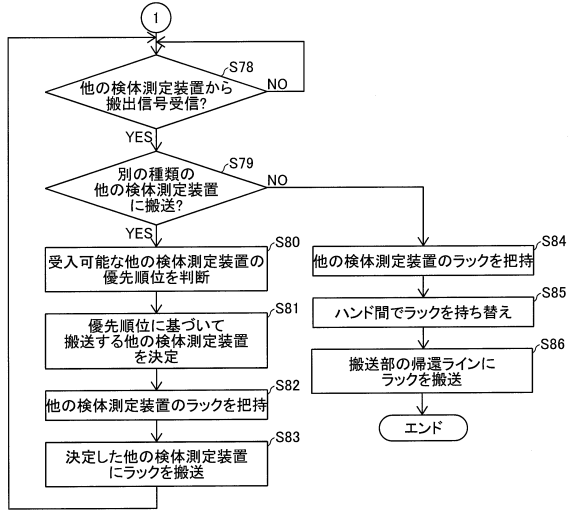 1
S78
他の検体測定装置から
搬出信号受信?
NO
YES
S79
別の種類の
他の検体測定装置
に搬送?
NO
YES
S80
受入可能な他の検体測定装置の
優先順位を判断
S81
優先順位に基づいて
搬送する他の検体測定装置
を決定
S82
他の検体測定装置のラックを把持
S83
決定した他の検体測定装置
にラックを搬送
S84
他の検体測定装置のラックを把持
S85
ハンド間でラックを持ち替え
S86
搬送部の帰還ラインに
ラックを搬送
エンド